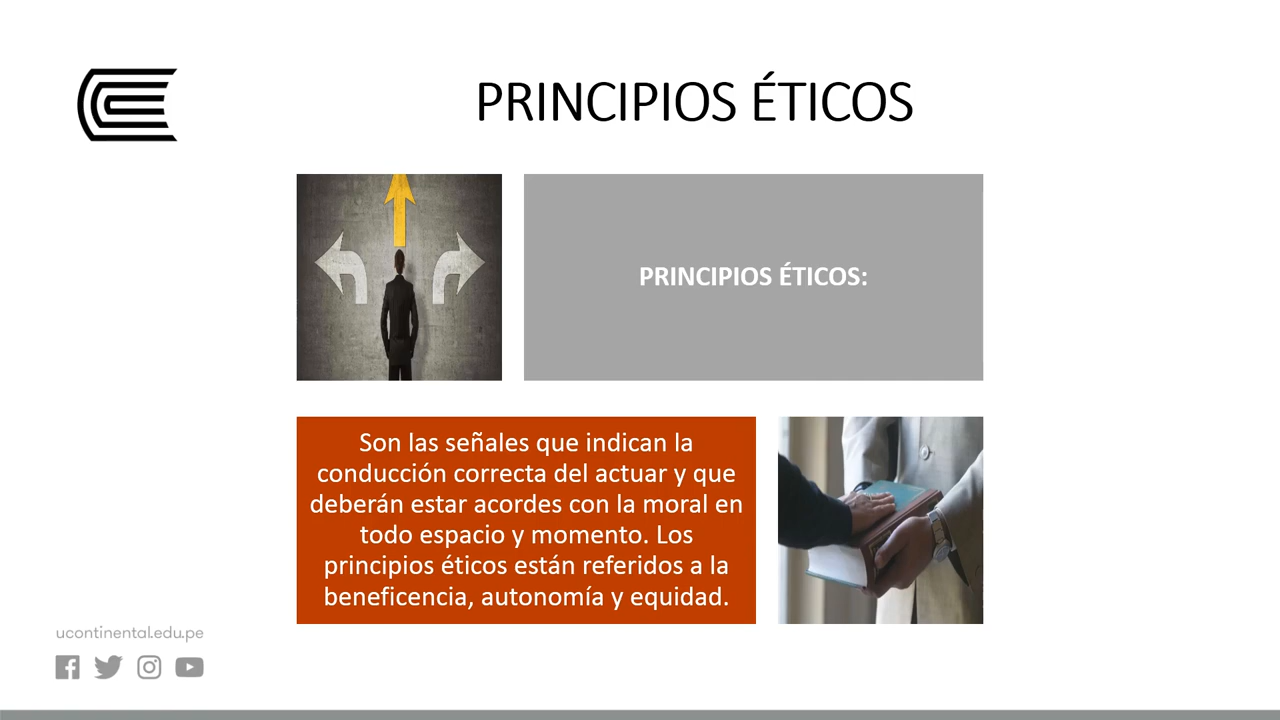 PRINCIPIOS ÉTICOS
PRINCIPIOS ÉTICOS:
Son las señales que indican la
conducción correcta del actuar y que
deberán estar acordes con la moral en
todo espacio y momento. Los
principios éticos están referidos a la
beneficencia, autonomía y equidad.
ucontinental.edu.pe